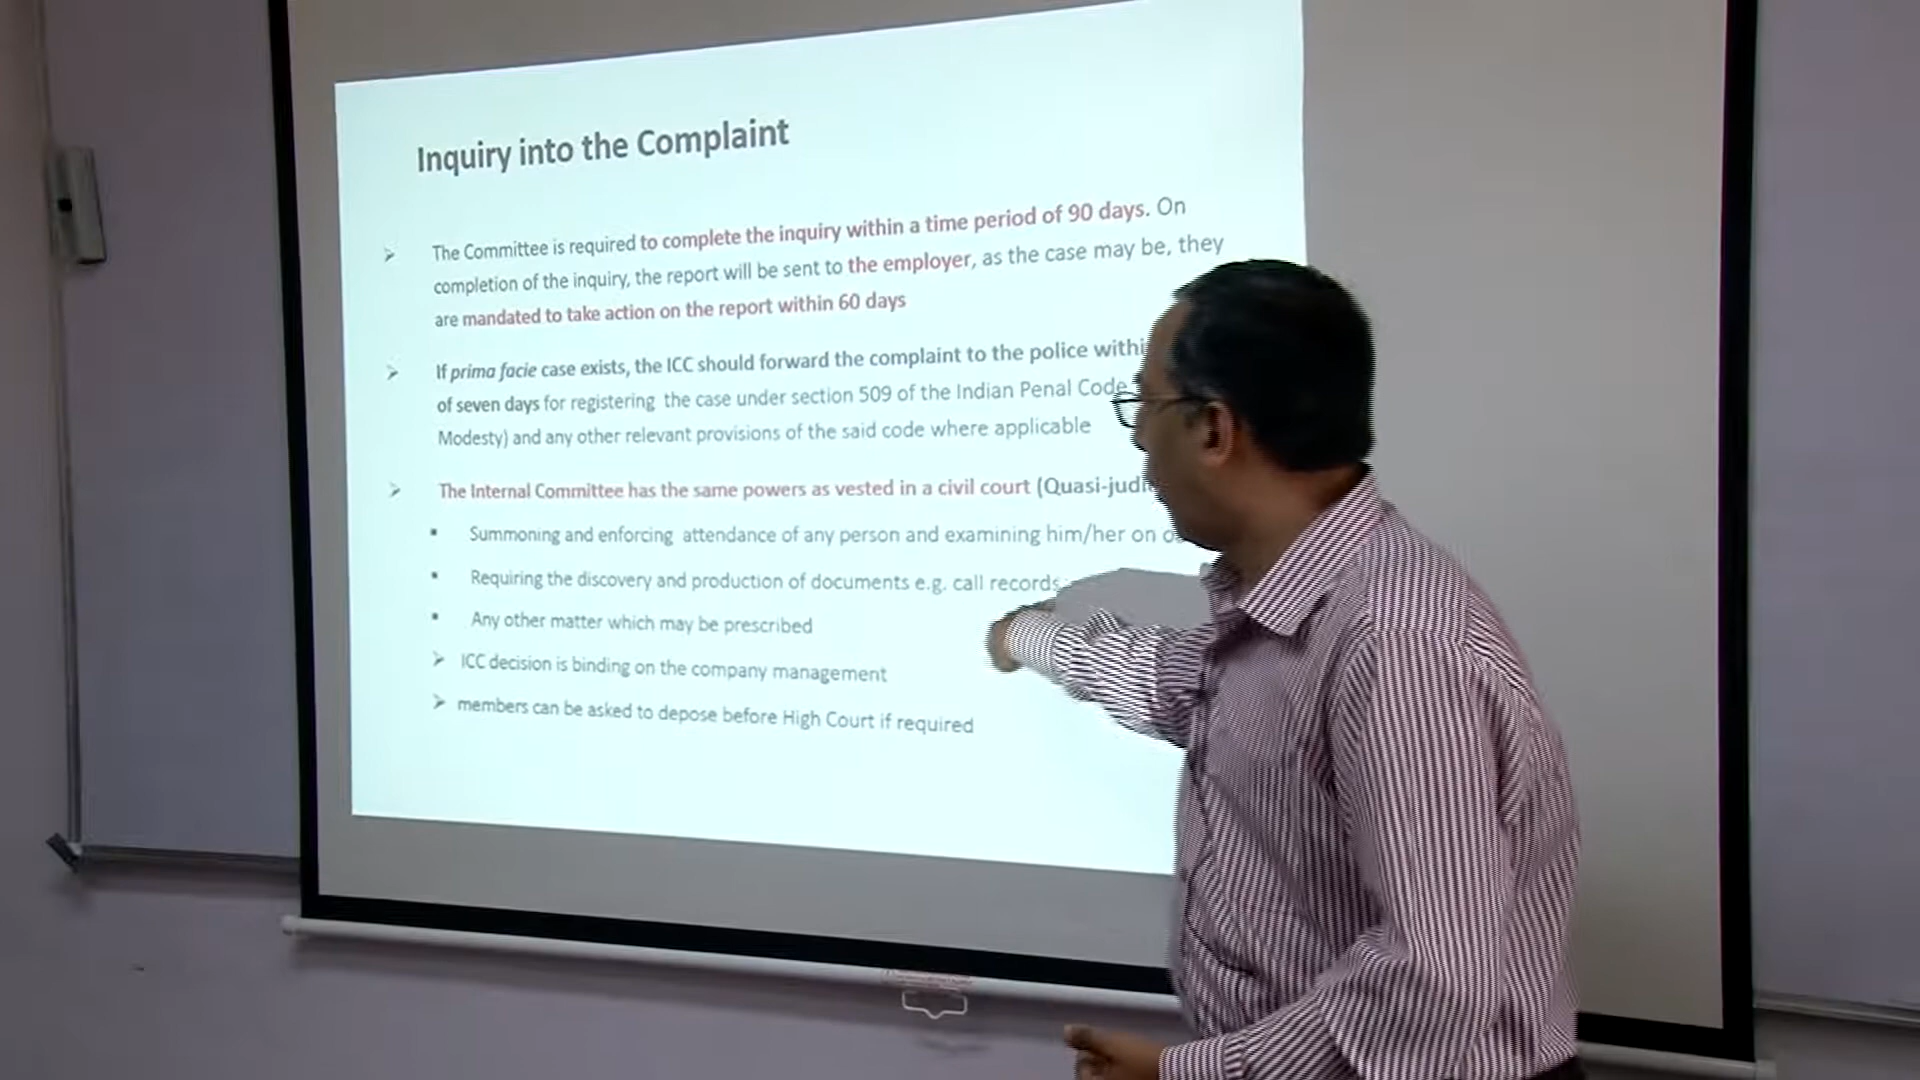 Inquiry into the Complaint
The Committee is required to complete the inquiry within a time period of 90 days. On
completion of the inquiry, the report will be sent to the employer, as the case may be, they
are mandated to take action on the report within 60 days
If prima facie case exists, the ICC should forward the complaint to the police
of seven days for registering the case under section 509 of the Indian Penal Code
Modesty) and any other relevant provisions of the said code where applicable
The Internal Committee has the same powers as vested in a civil court
Summoning and enforcing attendance of any person and examining him/her on
Requiring the discovery and production of documents e.g. call records
Any other matter which may be prescribed
ICC decision is binding on the company management
members can be asked to depose before High Court if required